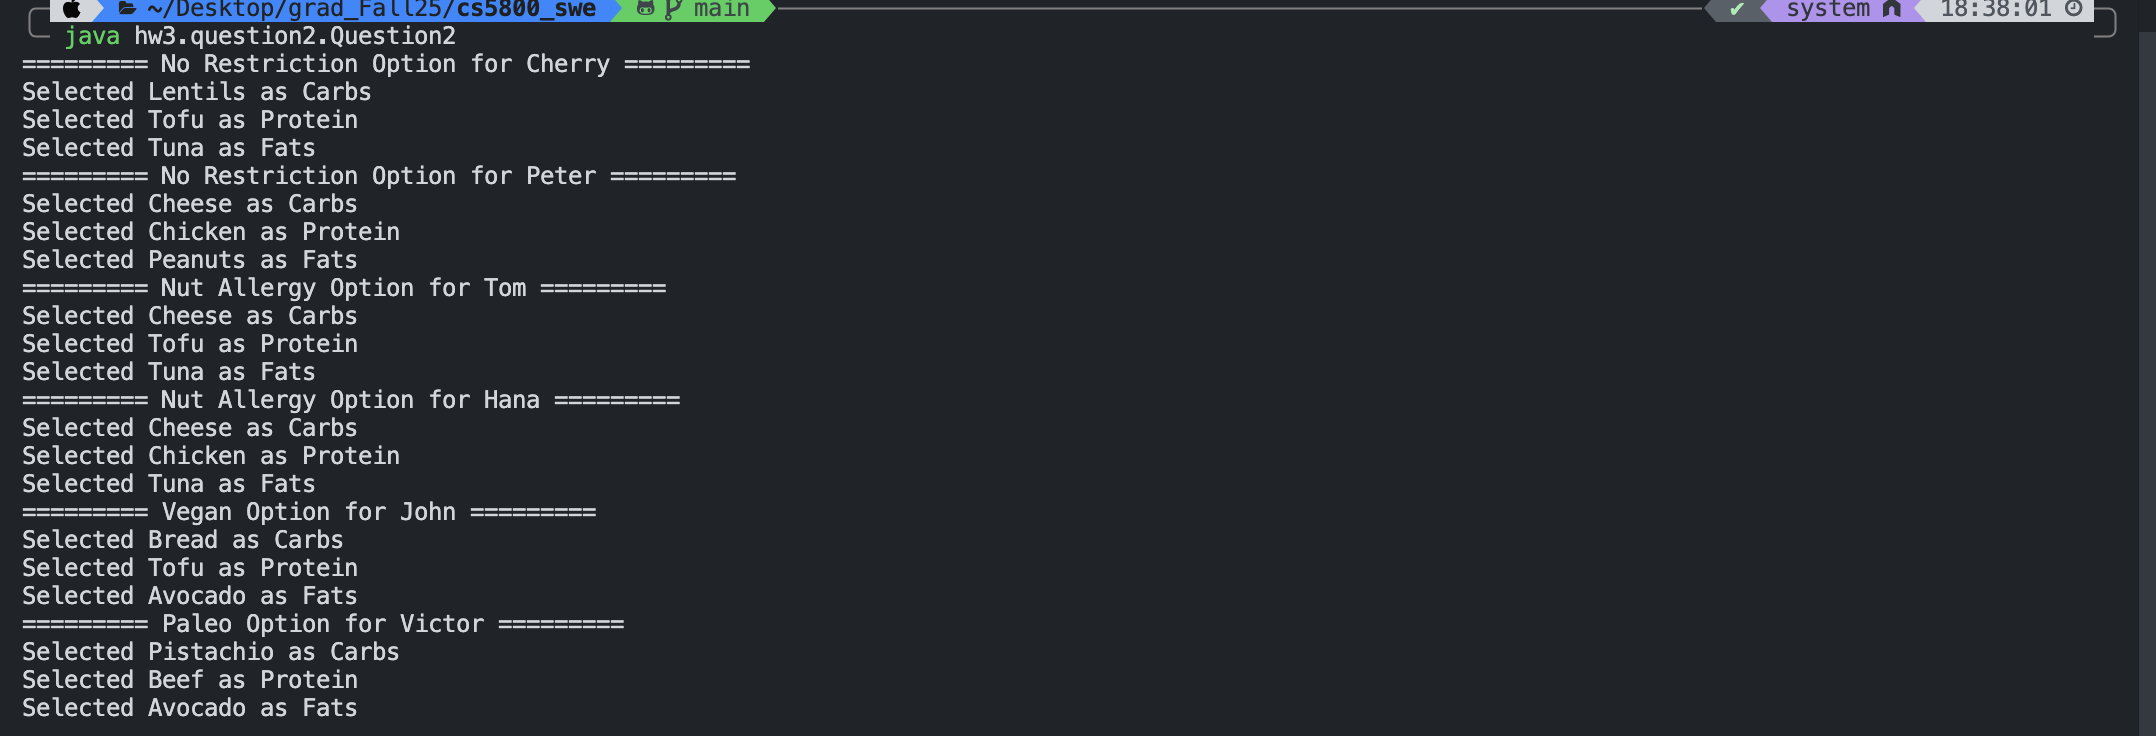 ~/Desktop/grad_Fall25/cs5800_swe main ✔ system 18:38:01
java hw3.question2.Question2
========= No Restriction Option for Cherry =========
Selected Lentils as Carbs
Selected Tofu as Protein
Selected Tuna as Fats
========= No Restriction Option for Peter =========
Selected Cheese as Carbs
Selected Chicken as Protein
Selected Peanuts as Fats
========= Nut Allergy Option for Tom =========
Selected Cheese as Carbs
Selected Tofu as Protein
Selected Tuna as Fats
========= Nut Allergy Option for Hana =========
Selected Cheese as Carbs
Selected Chicken as Protein
Selected Tuna as Fats
========= Vegan Option for John =========
Selected Bread as Carbs
Selected Tofu as Protein
Selected Avocado as Fats
========= Paleo Option for Victor =========
Selected Pistachio as Carbs
Selected Beef as Protein
Selected Avocado as Fats